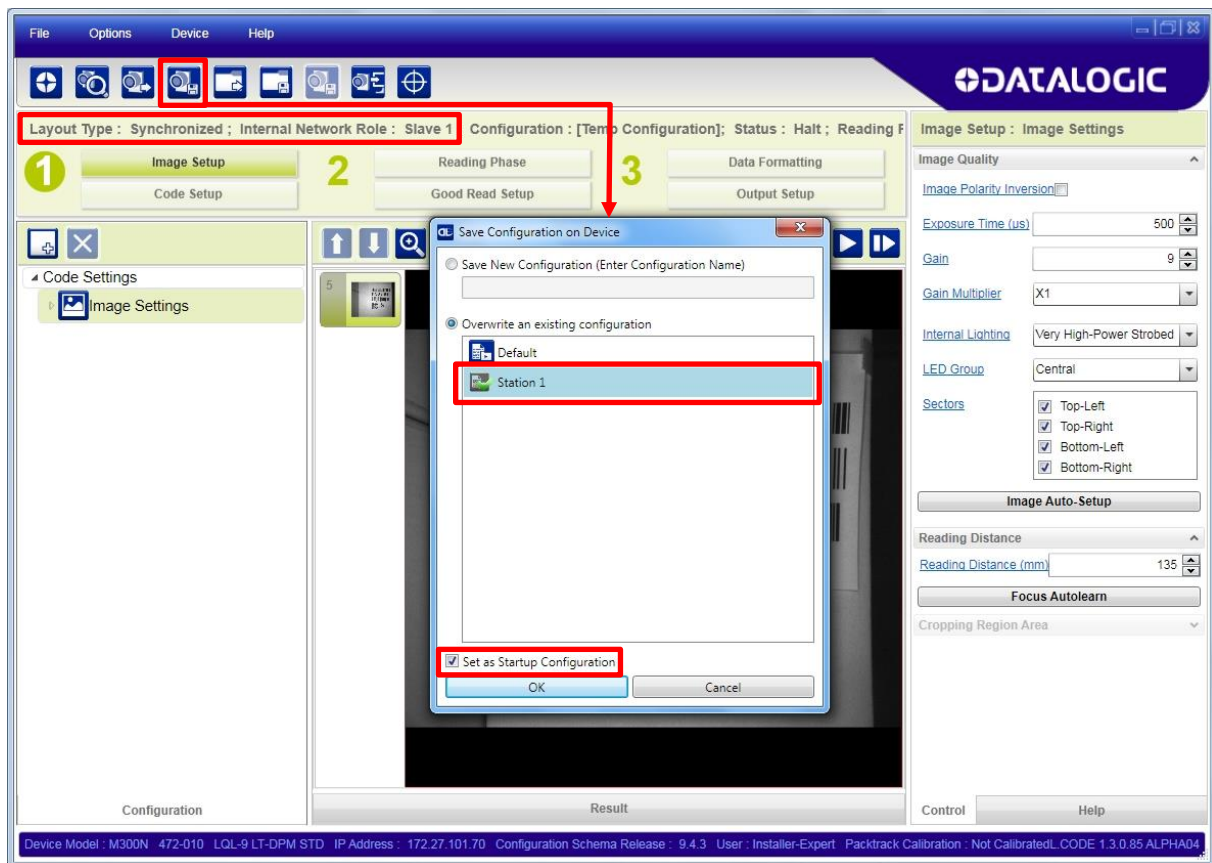 File Options Device Help
DATALOGIC
Layout Type : Synchronized ; Internal Network Role : Slave 1 Configuration : [Temp Configuration]; Status : Halt ; Reading F
1
Image Setup
Code Setup
2
Reading Phase
Good Read Setup
3
Data Formatting
Output Setup
Code Settings
Image Settings
5
Save Configuration on Device
Save New Configuration (Enter Configuration Name)
Overwrite an existing configuration
Default
Station 1
Set as Startup Configuration
OK Cancel
Image Setup : Image Settings
Image Quality
Image Polarity Inversion
Exposure Time (us) 500
Gain 9
Gain Multiplier X1
Internal Lighting Very High-Power Strobed
LED Group Central
Sectors
Top-Left
Top-Right
Bottom-Left
Bottom-Right
Image Auto-Setup
Reading Distance
Reading Distance (mm) 135
Focus Autolearn
Cropping Region Area
Configuration Result Control Help
Device Model : M300N 472-010 LQL-9 LT-DPM STD IP Address : 172.27.101.70 Configuration Schema Release : 9.4.3 User : Installer-Expert Packtrack Calibration : Not CalibratedL.CODE 1.3.0.85 ALPHA04